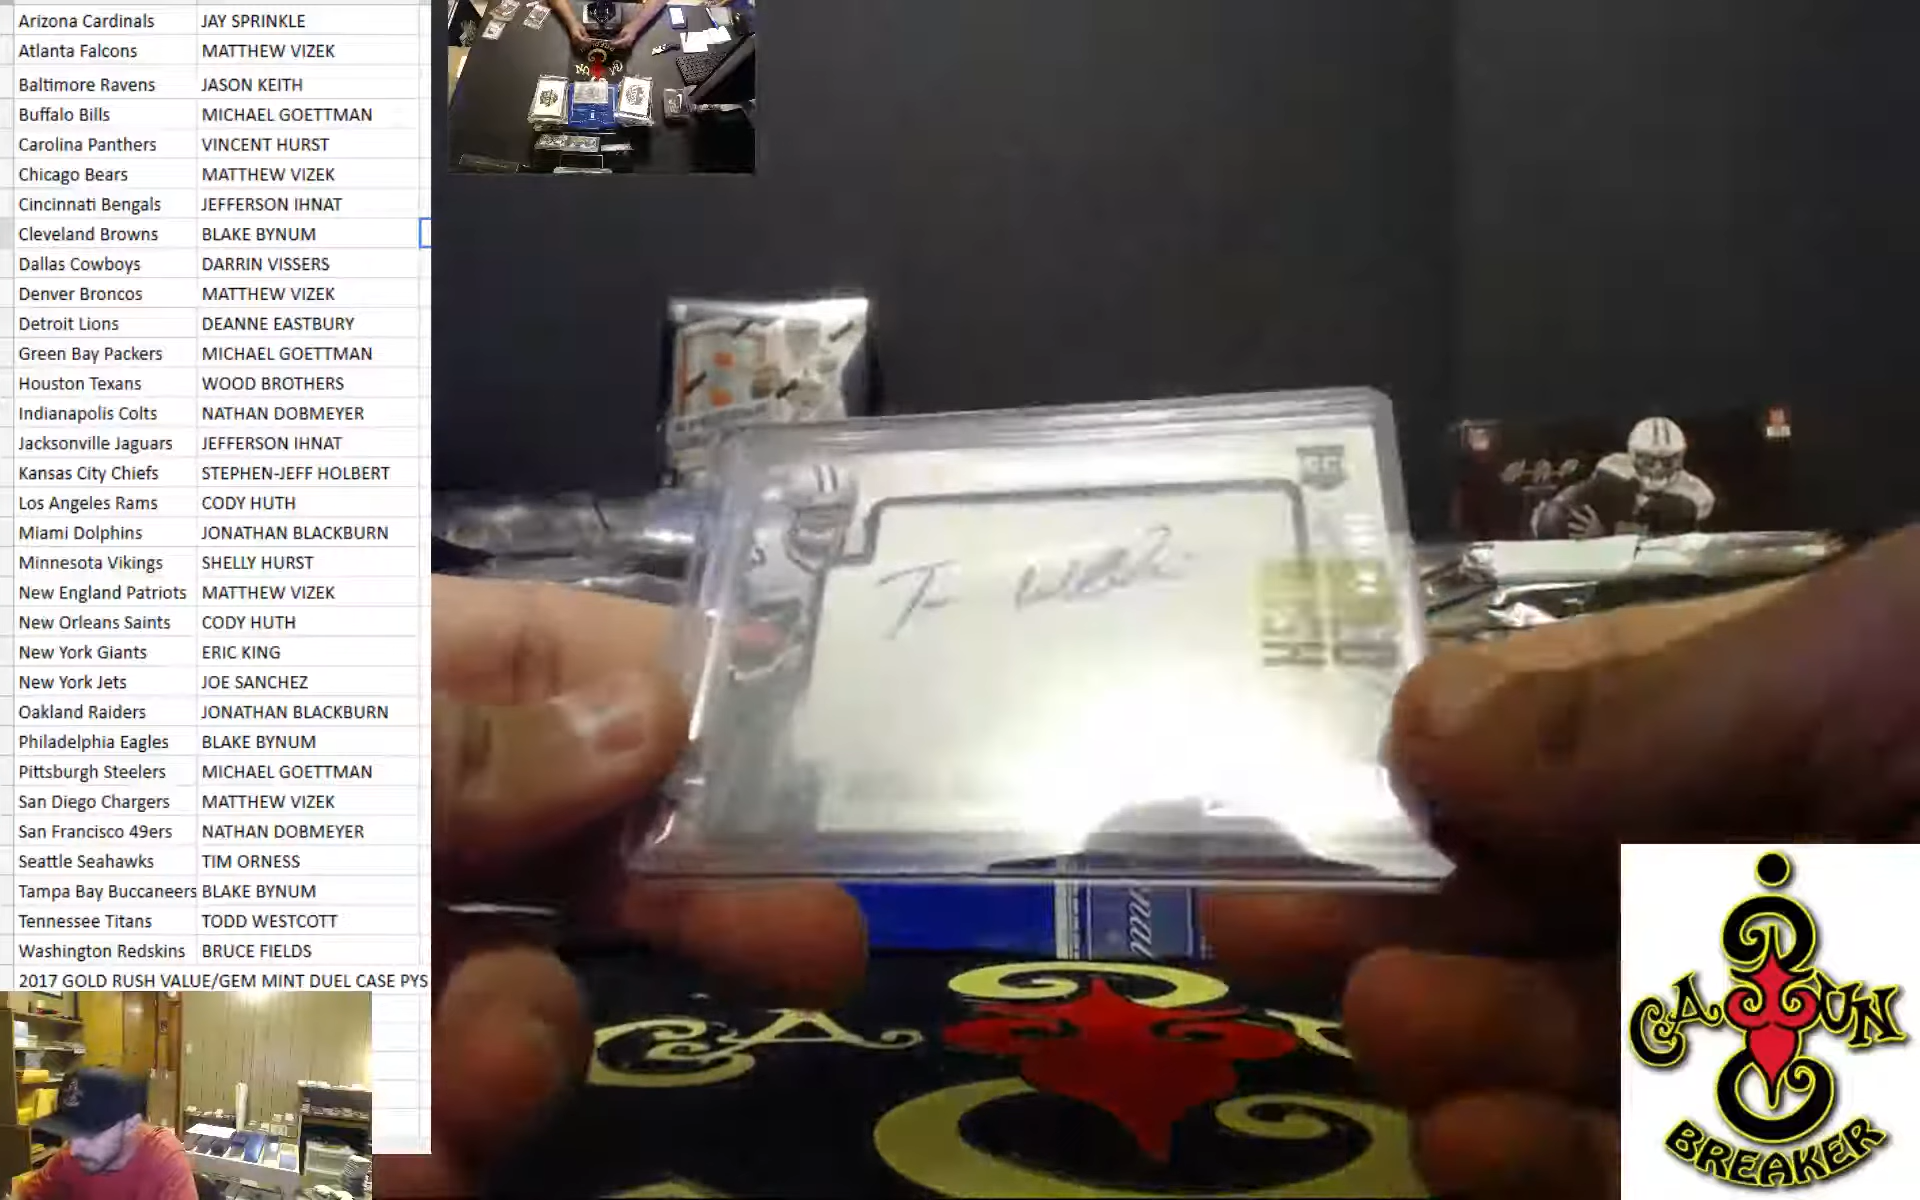 Arizona Cardinals JAY SPRINKLE
Atlanta Falcons MATTHEW VIZEK
Baltimore Ravens JASON KEITH
Buffalo Bills MICHAEL GOETTMAN
Carolina Panthers VINCENT HURST
Chicago Bears MATTHEW VIZEK
Cincinnati Bengals JEFFERSON IHNAT
Cleveland Browns BLAKE BYNUM
Dallas Cowboys DARRIN VISSERS
Denver Broncos MATTHEW VIZEK
Detroit Lions DEANNE EASTBURY
Green Bay Packers MICHAEL GOETTMAN
Houston Texans WOOD BROTHERS
Indianapolis Colts NATHAN DOBMEYER
Jacksonville Jaguars JEFFERSON IHNAT
Kansas City Chiefs STEPHEN-JEFF HOLBERT
Los Angeles Rams CODY HUTH
Miami Dolphins JONATHAN BLACKBURN
Minnesota Vikings SHELLY HURST
New England Patriots MATTHEW VIZEK
New Orleans Saints CODY HUTH
New York Giants ERIC KING
New York Jets JOE SANCHEZ
Oakland Raiders JONATHAN BLACKBURN
Philadelphia Eagles BLAKE BYNUM
Pittsburgh Steelers MICHAEL GOETTMAN
San Diego Chargers MATTHEW VIZEK
San Francisco 49ers NATHAN DOBMEYER
Seattle Seahawks TIM ORNESS
Tampa Bay Buccaneers BLAKE BYNUM
Tennessee Titans TODD WESTCOTT
Washington Redskins BRUCE FIELDS
2017 GOLD RUSH VALUE/GEM MINT DUEL CASE PYS
CA
CAJUN
BREAKER